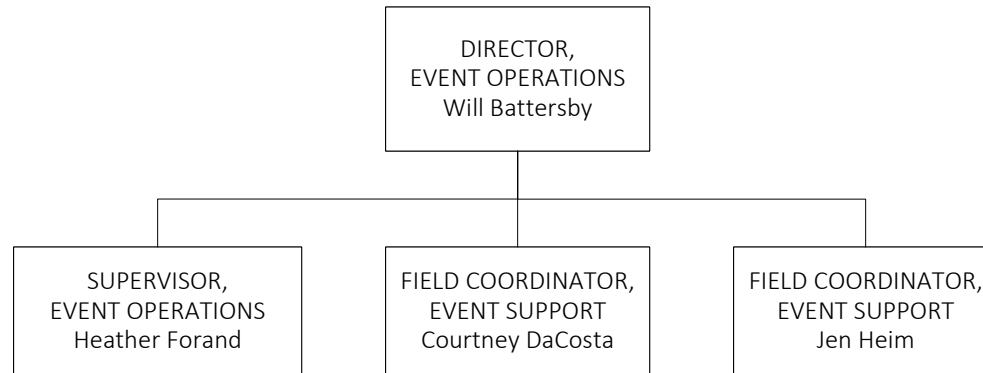 DIRECTOR,
EVENT OPERATIONS
Will Battersby
SUPERVISOR,
EVENT OPERATIONS
Heather Forand
FIELD COORDINATOR,
EVENT SUPPORT
Courtney DaCosta
FIELD COORDINATOR,
EVENT SUPPORT
Jen Heim